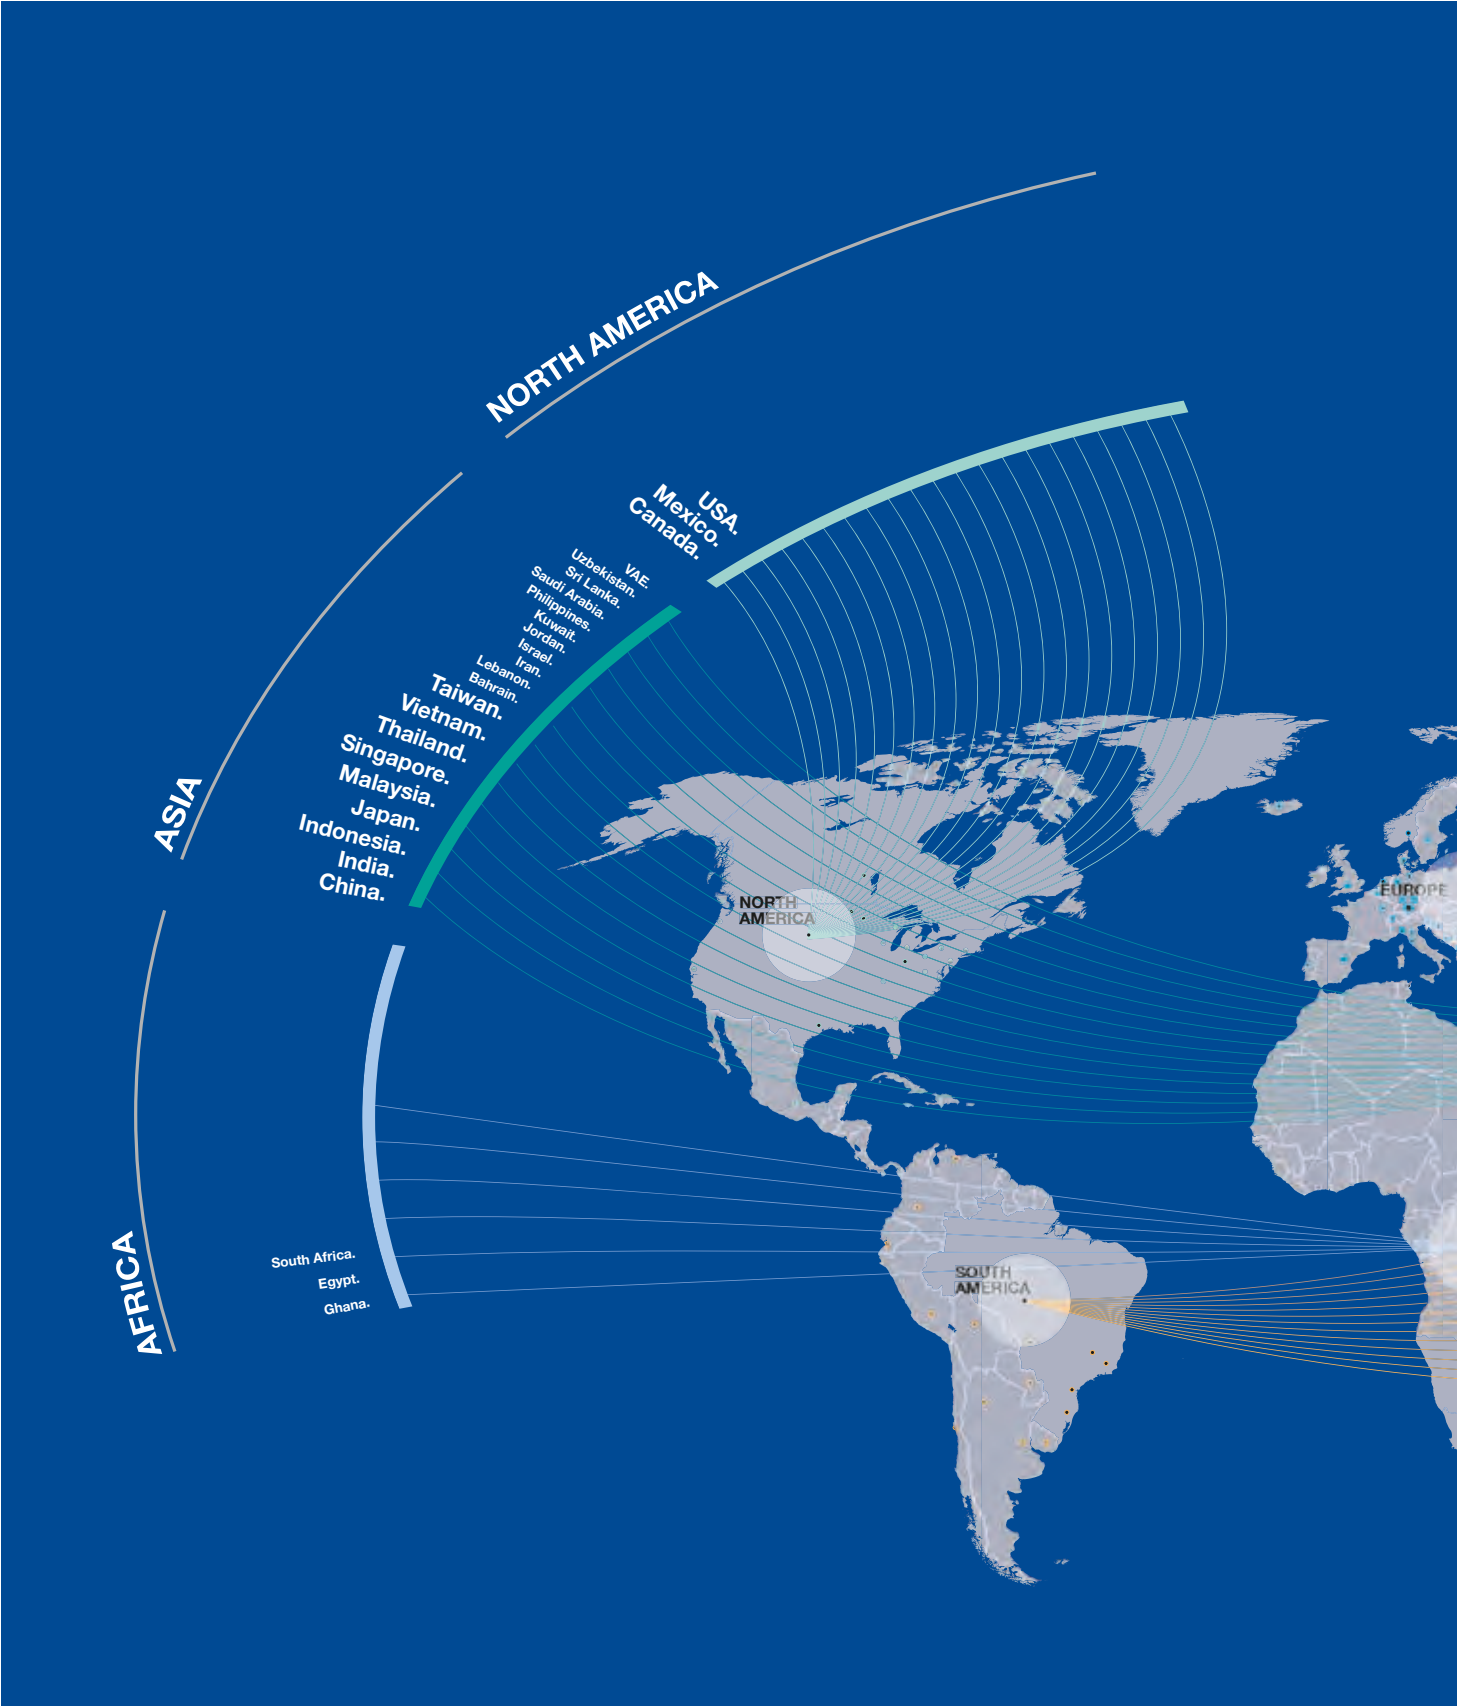 NORTH AMERICA
USA.
Mexico.
Canada.
ASIA
VAE.
Uzbekistan.
Sri Lanka.
Saudi Arabia.
Philippines.
Kuwait.
Jordan.
Israel.
Iran.
Lebanon.
Bahrain.
Taiwan.
Vietnam.
Thailand.
Singapore.
Malaysia.
Japan.
Indonesia.
India.
China.
AFRICA
South Africa.
Egypt.
Ghana.
NORTH
AMERICA
EUROPE
SOUTH
AMERICA